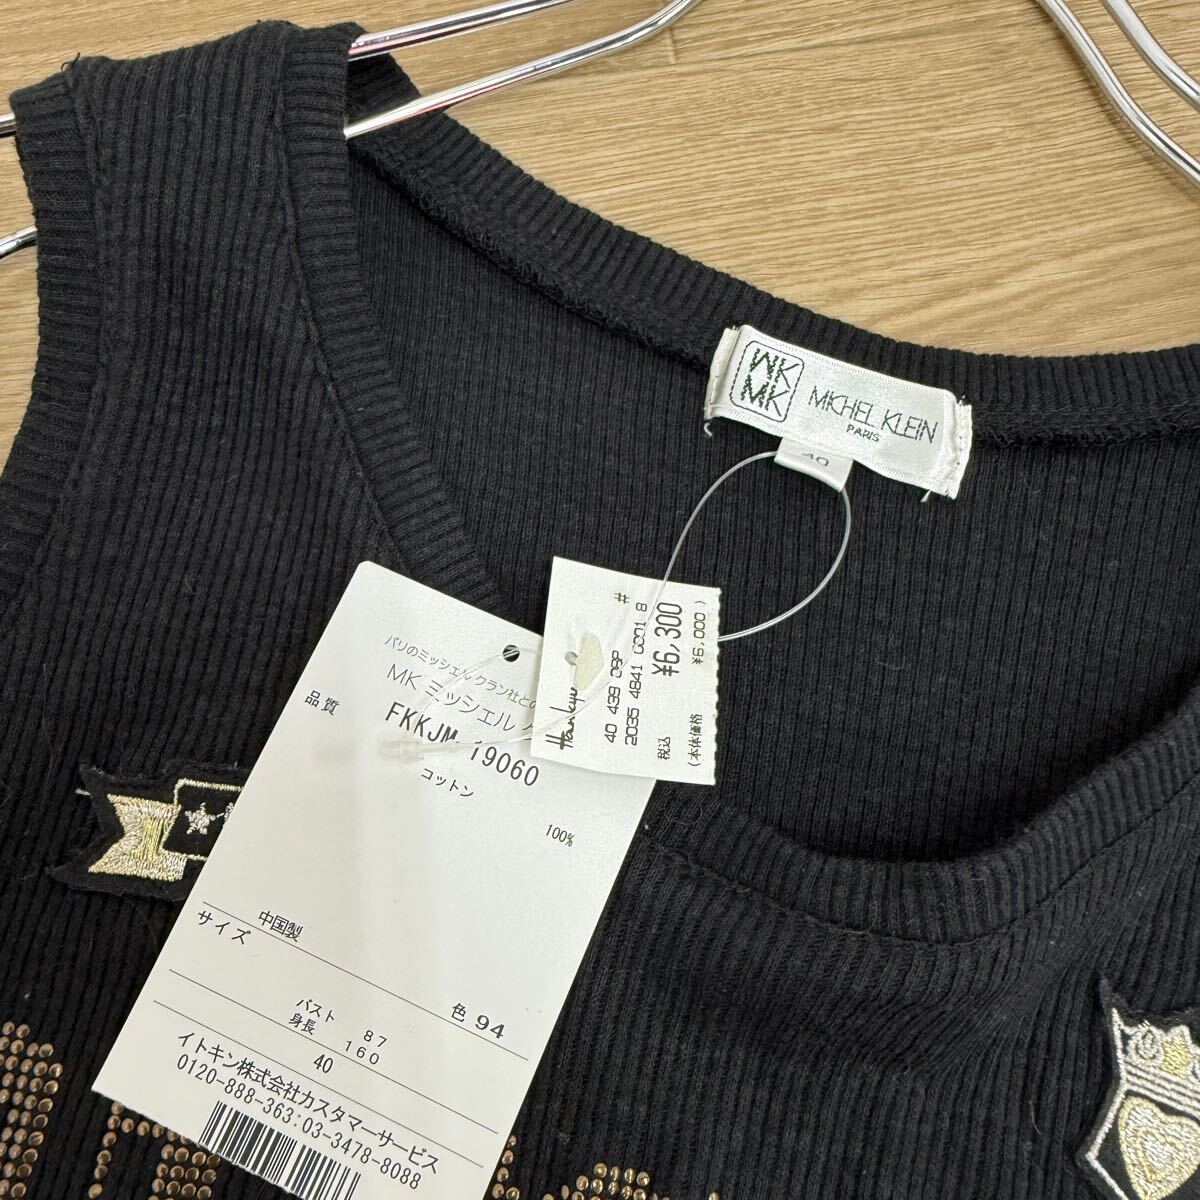 WK
MK
MICHEL KLEIN
PARIS
40
#
Hankyu
40 439
2035 4841 0001 8
税込 ¥6,300
(本体価格 ¥6,000 )
パリのミッシェル クラン社との
MK ミッシェル
FKKJM 19060
品質
コットン
100%
中国製
サイズ
色 94
バスト 87
身長 160
40
イトキン株式会社カスタマーサービス
0120-888-363:03-3478-8088